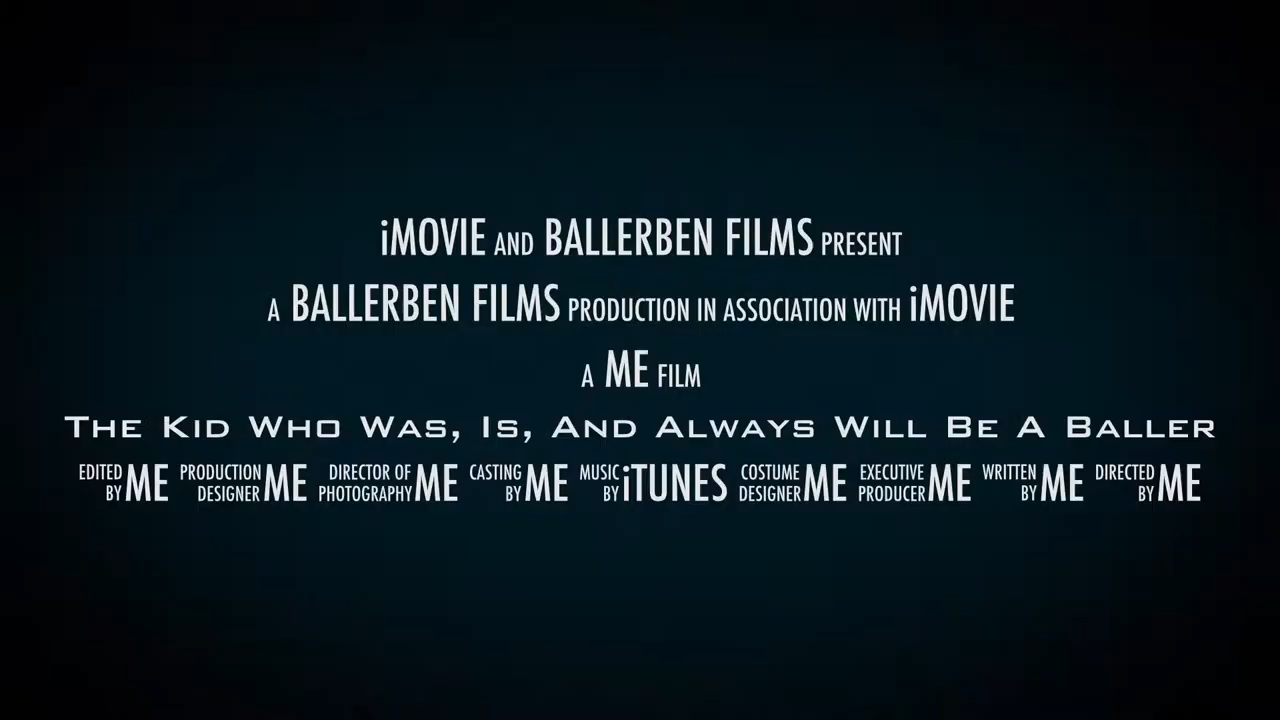 iMOVIE AND BALLERBEN FILMS PRESENT
A BALLERBEN FILMS PRODUCTION IN ASSOCIATION WITH iMOVIE
A ME FILM
THE KID WHO WAS, IS, AND ALWAYS WILL BE A BALLER
EDITED BY ME PRODUCTION DESIGNER ME DIRECTOR OF PHOTOGRAPHY ME CASTING BY ME MUSIC BY iTUNES COSTUME DESIGNER ME EXECUTIVE PRODUCER ME WRITTEN BY ME DIRECTED BY ME